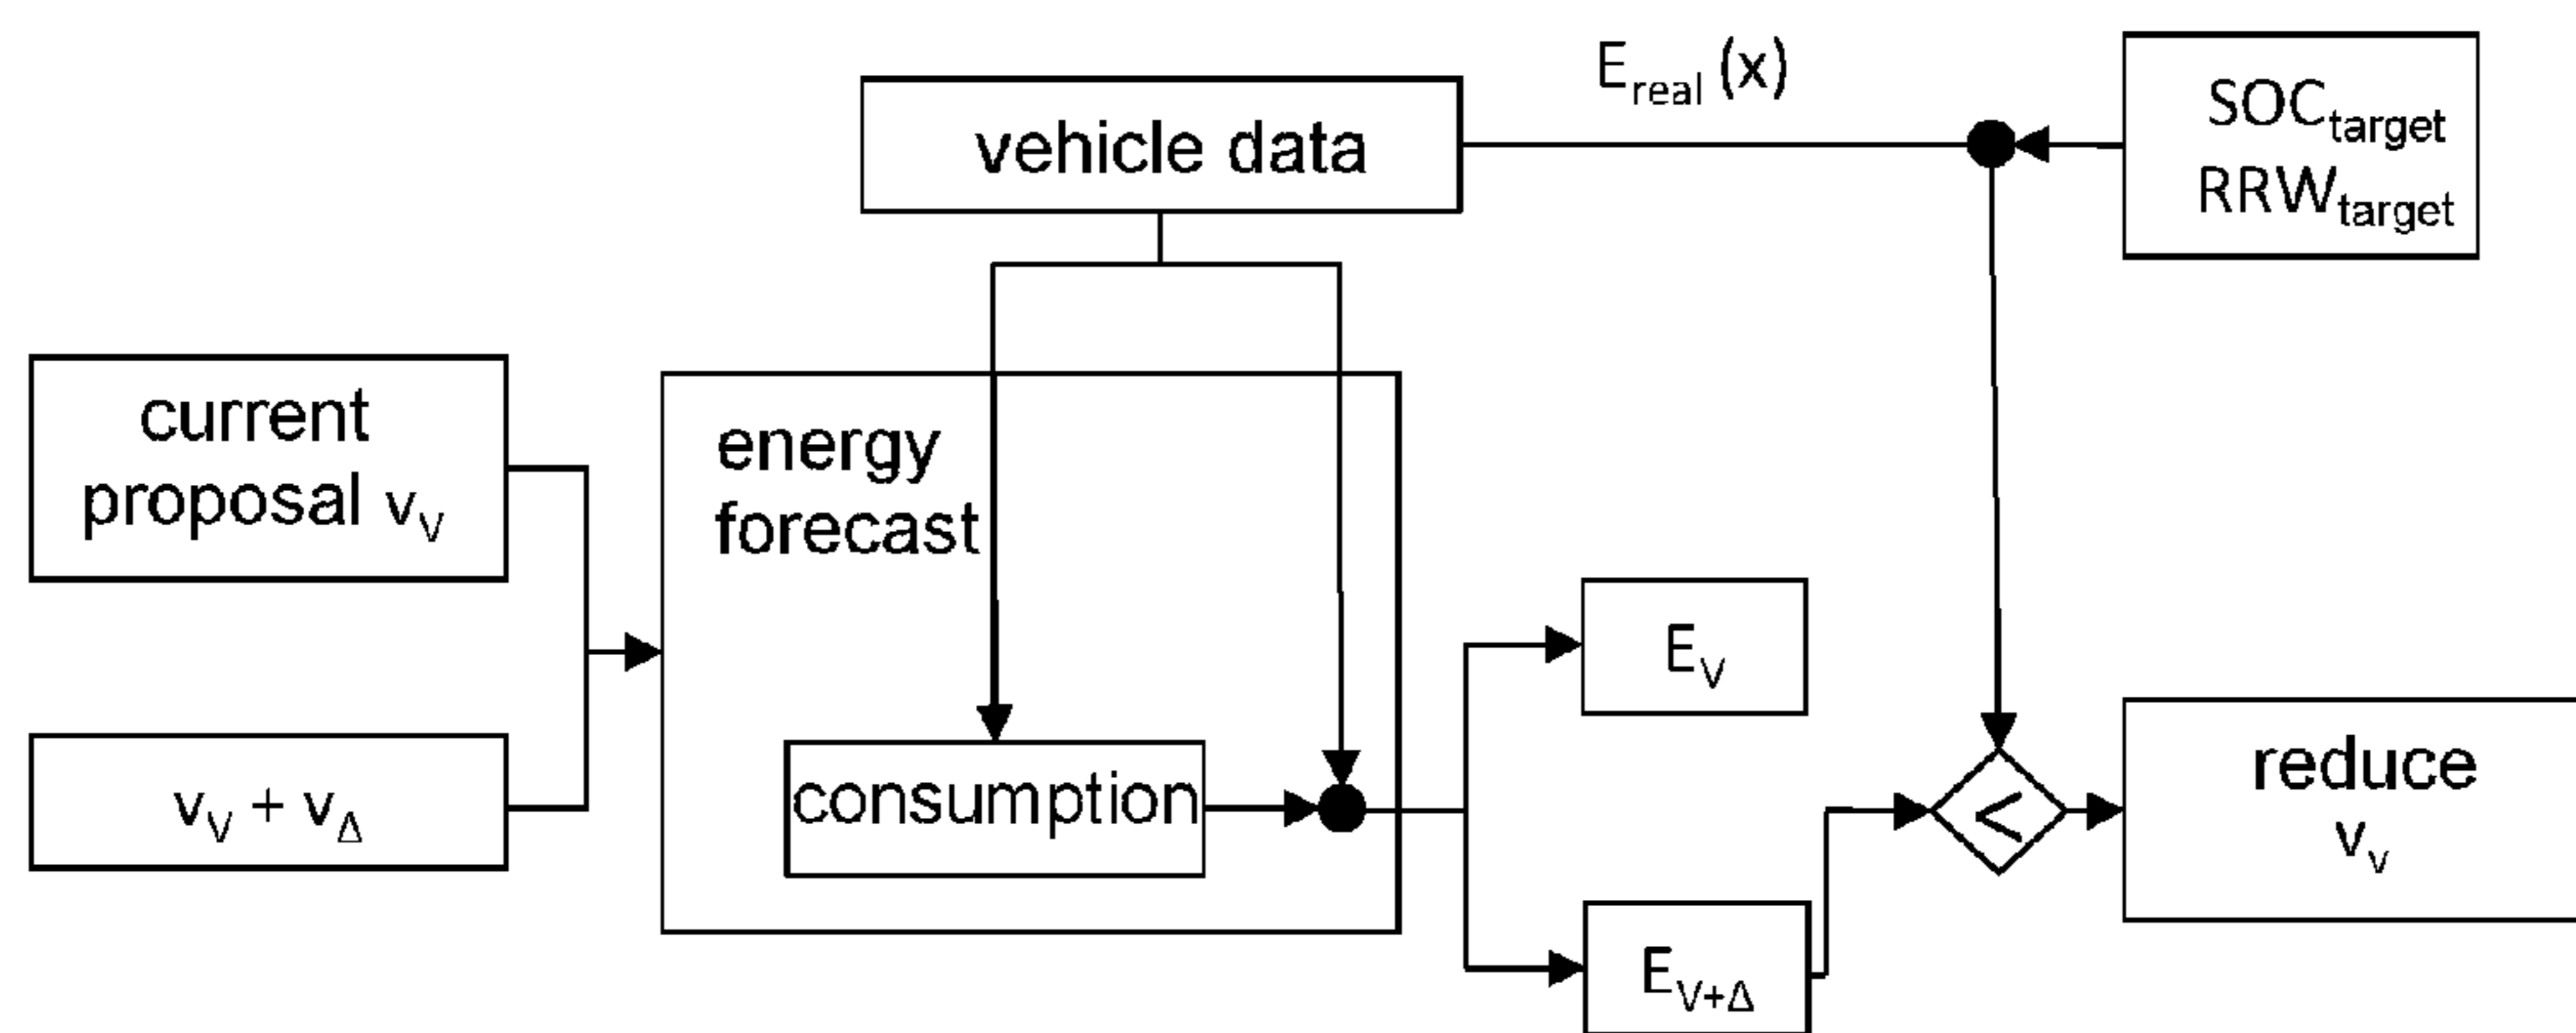 E_real (x)
vehicle data
SOC_target
RRW_target
current
proposal v_V
energy
forecast
E_V
v_V + v_Δ
consumption
<
reduce
v_v
E_V+Δ